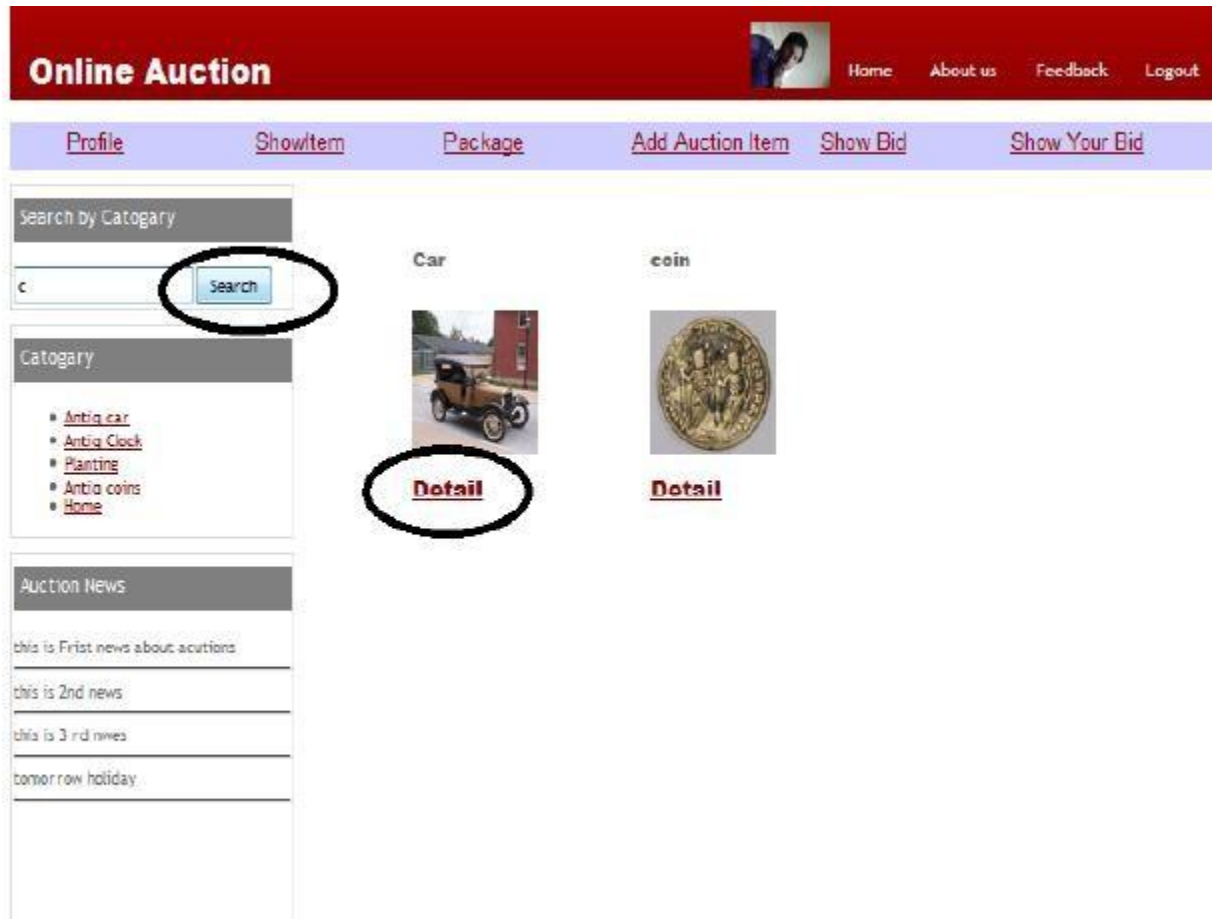 Online Auction
Home About us Feedback Logout
Profile ShowItem Package Add Auction Item Show Bid Show Your Bid
Search by Catogary
c Search
Catogary
Antiq car
Antiq Clock
Planting
Antiq coins
Home
Auction News
this is Frist news about acutions
this is 2nd news
this is 3 rd nwes
tomorrow holiday
Car coin
Detail Detail